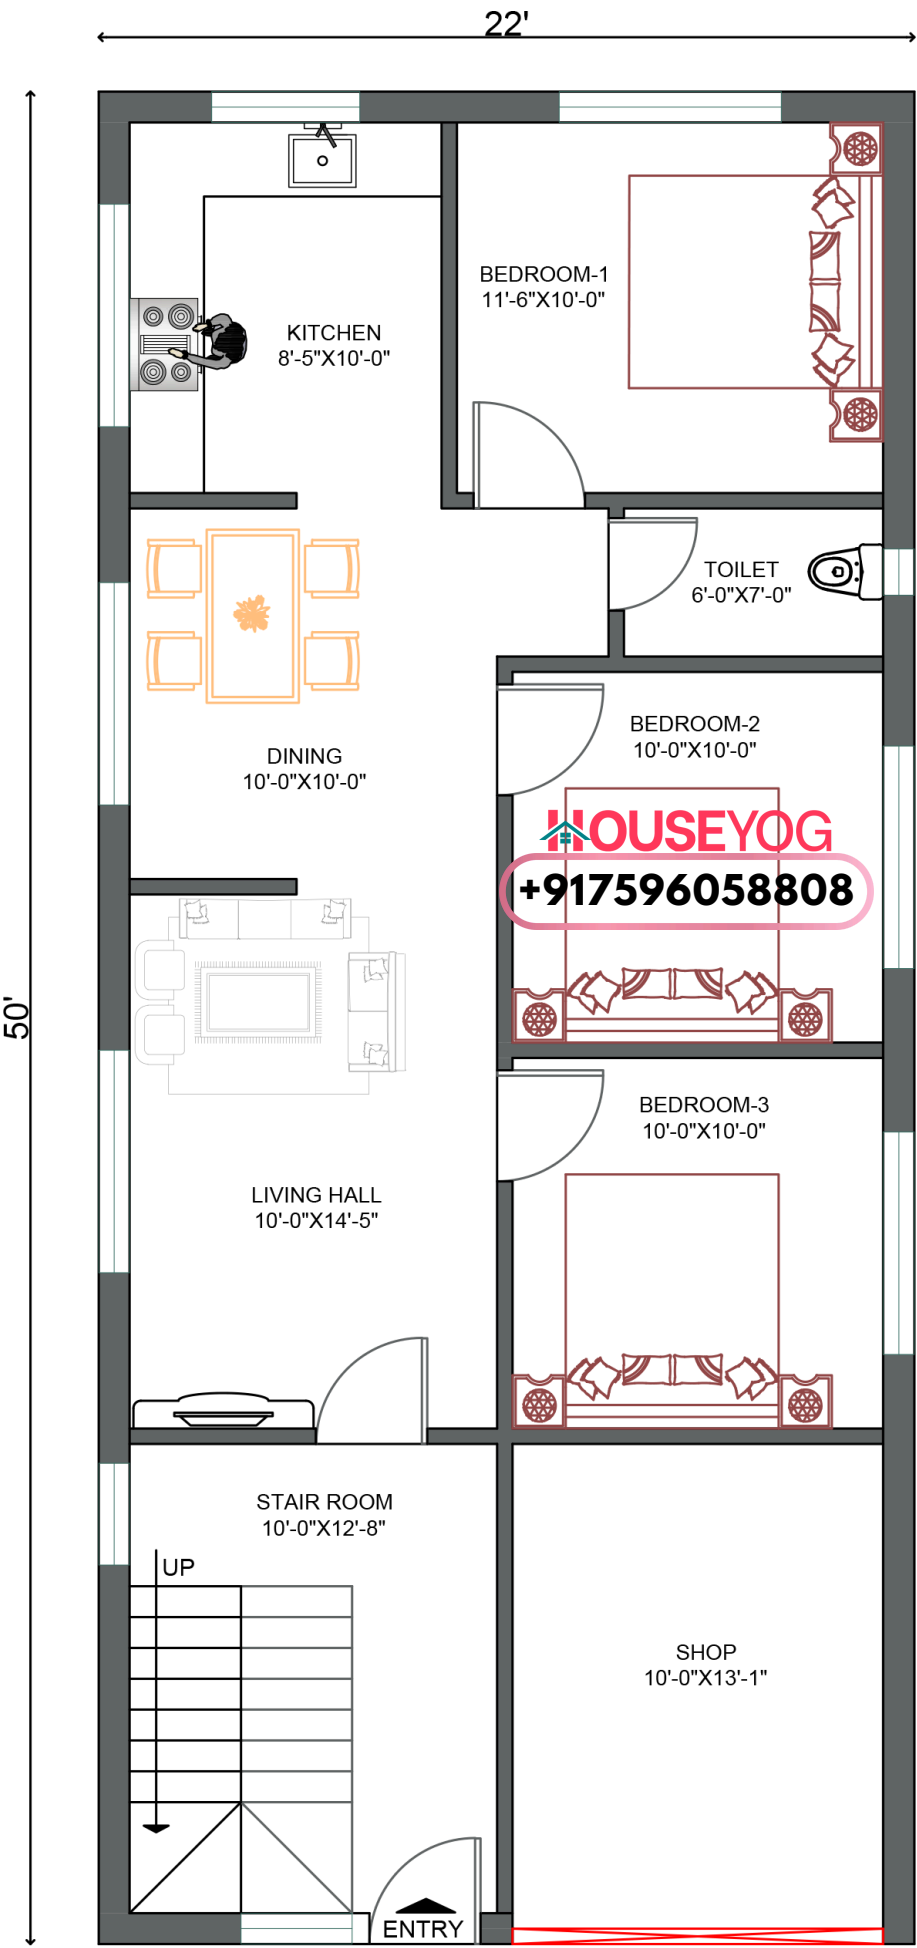 22'
50'
KITCHEN
8'-5"X10'-0"
BEDROOM-1
11'-6"X10'-0"
TOILET
6'-0"X7'-0"
DINING
10'-0"X10'-0"
BEDROOM-2
10'-0"X10'-0"
HOUSEYOG
+917596058808
BEDROOM-3
10'-0"X10'-0"
LIVING HALL
10'-0"X14'-5"
STAIR ROOM
10'-0"X12'-8"
UP
SHOP
10'-0"X13'-1"
ENTRY